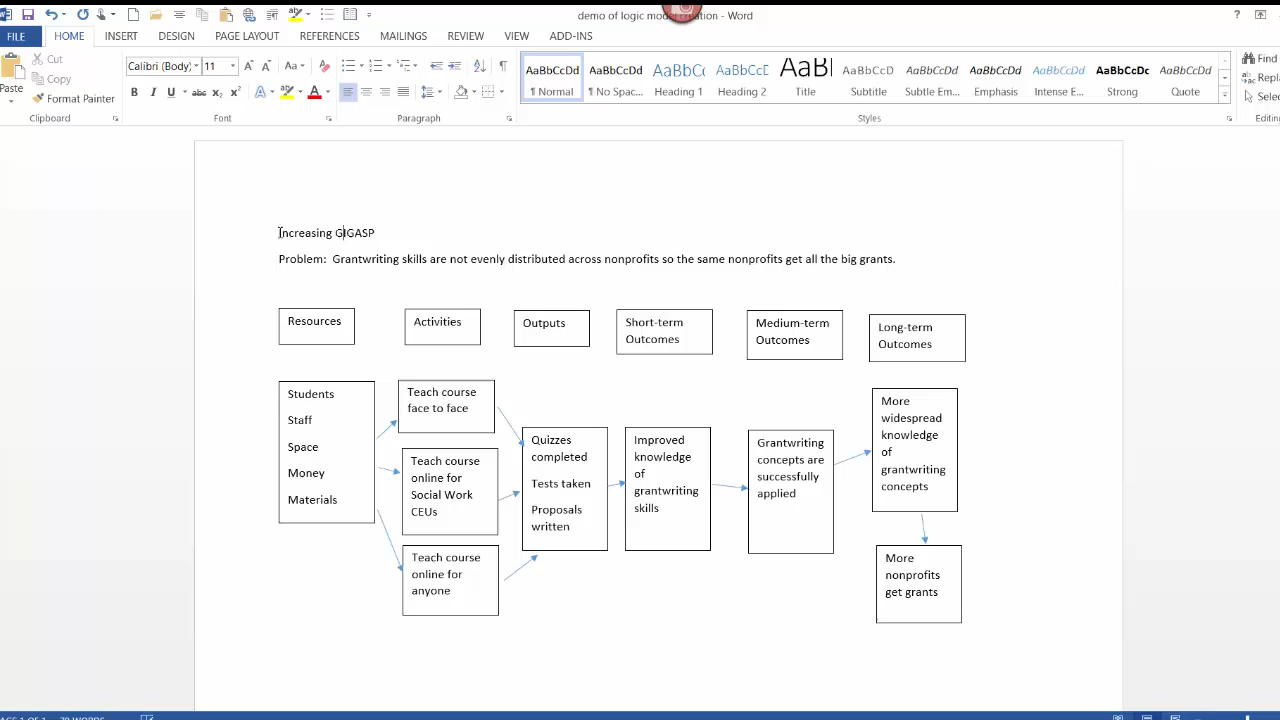 demo of logic model creation - Word
FILE HOME INSERT DESIGN PAGE LAYOUT REFERENCES MAILINGS REVIEW VIEW ADD-INS
Cut
Copy
Paste
Format Painter
Clipboard
Calibri (Body) 11
Font
Paragraph
AaBbCcDd AaBbCcDd AaBbCc AaBbCcE AaBl AaBbCcD AaBbCcDd AaBbCcDd AaBbCcDd AaBbCcDc AaBbCcDd
¶ Normal ¶ No Spac... Heading 1 Heading 2 Title Subtitle Subtle Em... Emphasis Intense E... Strong Quote
Styles
Find
Repl
Selec
Editing
Increasing GIGASP
Problem: Grantwriting skills are not evenly distributed across nonprofits so the same nonprofits get all the big grants.
Resources
Activities
Outputs
Short-term
Outcomes
Medium-term
Outcomes
Long-term
Outcomes
Students
Staff
Space
Money
Materials
Teach course
face to face
Teach course
online for
Social Work
CEUs
Teach course
online for
anyone
Quizzes
completed
Tests taken
Proposals
written
Improved
knowledge
of
grantwriting
skills
Grantwriting
concepts are
successfully
applied
More
widespread
knowledge
of
grantwriting
concepts
More
nonprofits
get grants